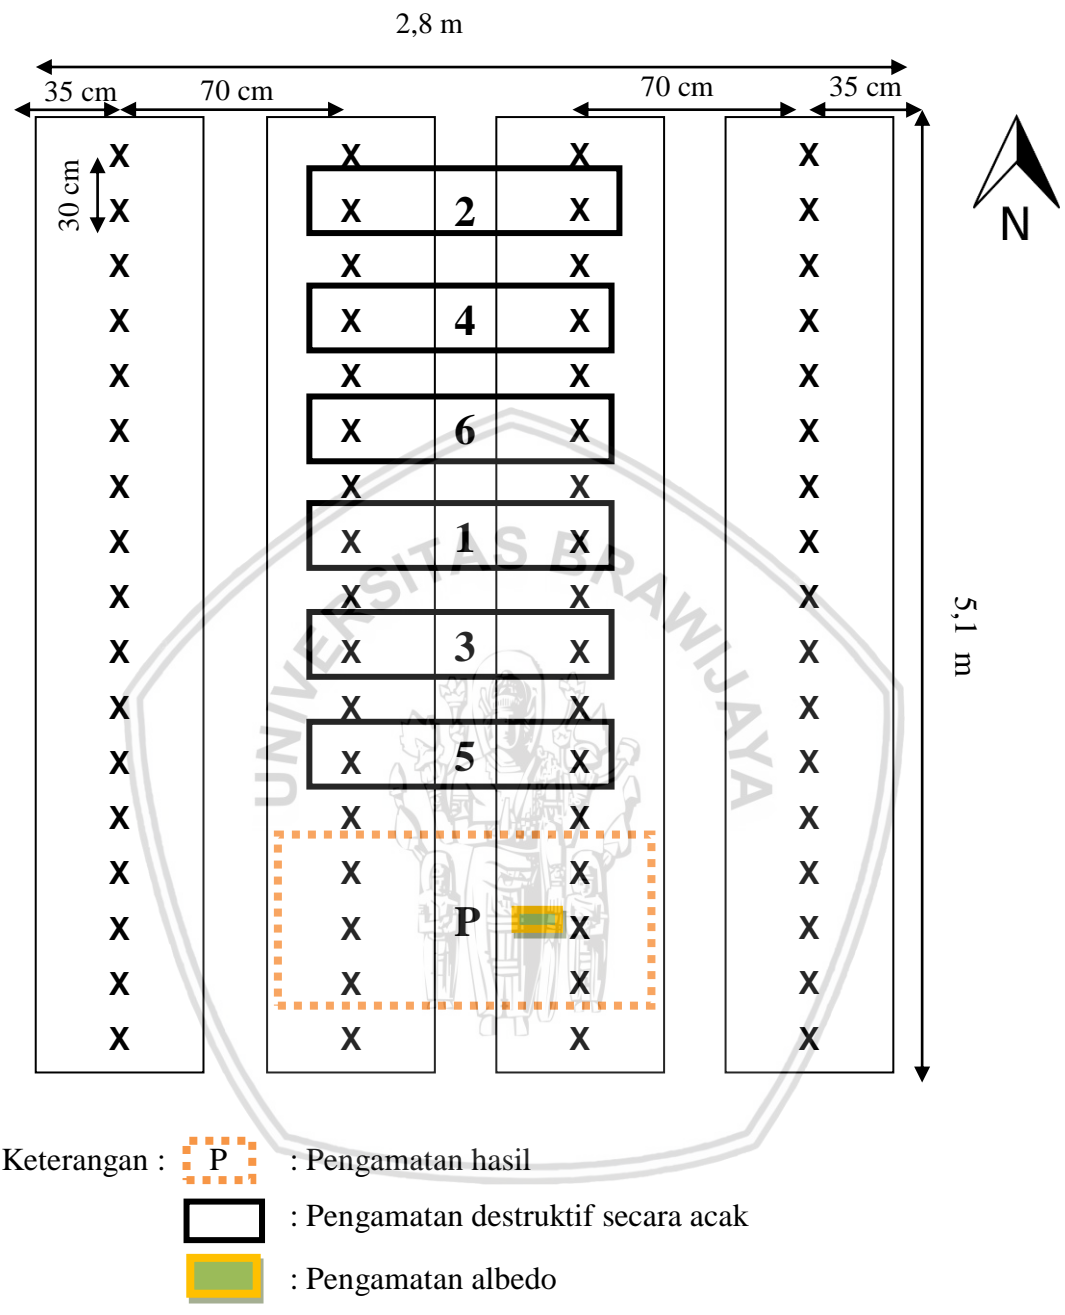 2,8 m
35 cm 70 cm 70 cm 35 cm
X X X X
30 cm
X X 2 X X
N
X X X X
X X 4 X X
X X X X
X X 6 X X
X X X X
X X 1 X X
X X X X
5,1 m
X X 3 X X
X X X X
X X 5 X X
X X X X
X X X X
X X P X X
X X X X
X X X X
UNIVERSITAS BRAWIJAYA
Keterangan : P : Pengamatan hasil
: Pengamatan destruktif secara acak
: Pengamatan albedo